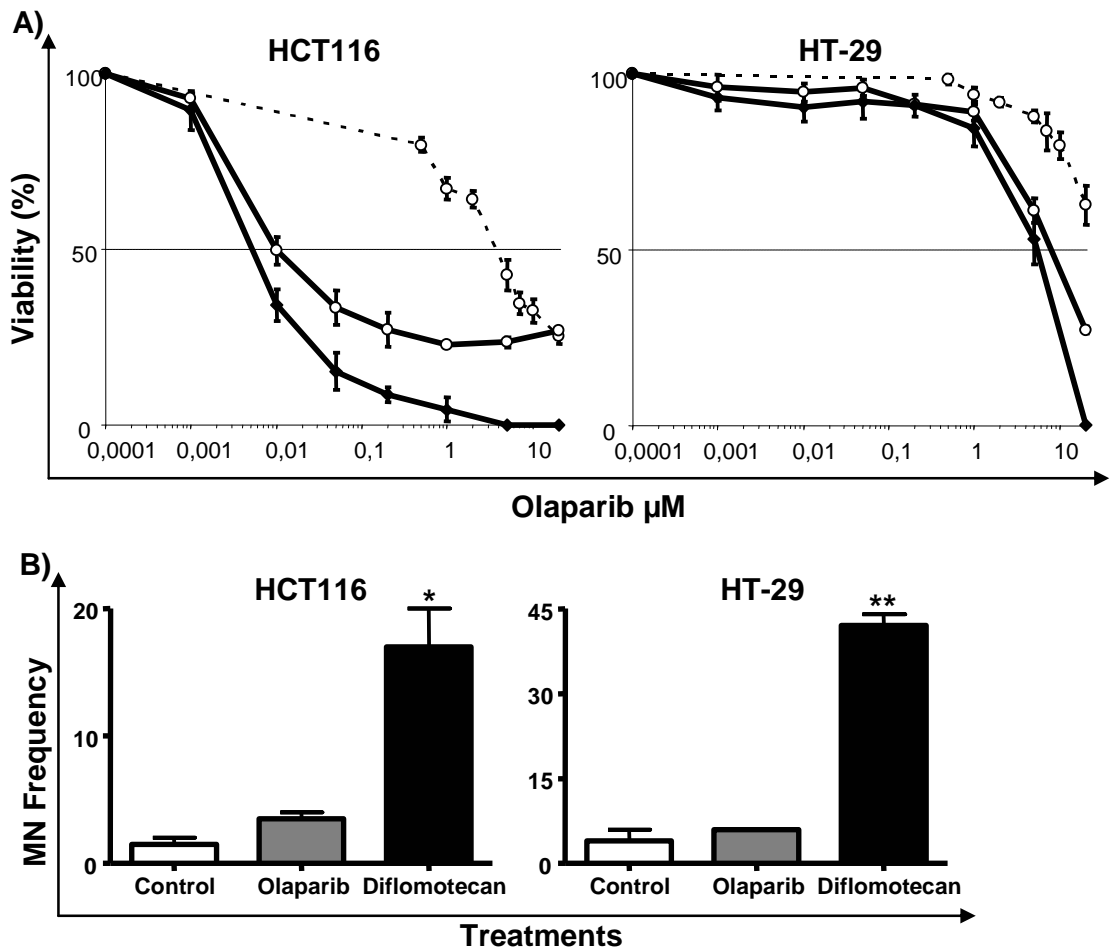 A)
HCT116
HT-29
Viability (%)
100
50
0
0,0001 0,001 0,01 0,1 1 10
100
50
0
0,0001 0,001 0,01 0,1 1 10
Olaparib µM
B)
HCT116
HT-29
MN Frequency
20
10
0
*
Control Olaparib Diflomotecan
45
30
15
0
**
Control Olaparib Diflomotecan
Treatments